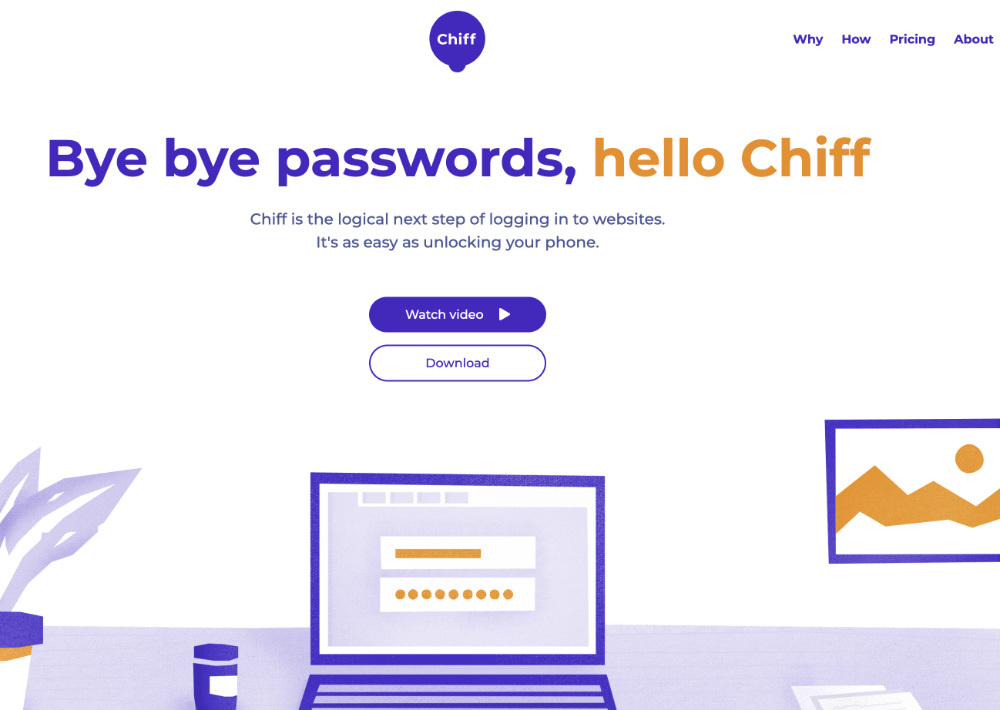 Chiff
Why How Pricing About
Bye bye passwords, hello Chiff
Chiff is the logical next step of logging in to websites.
It's as easy as unlocking your phone.
Watch video
Download